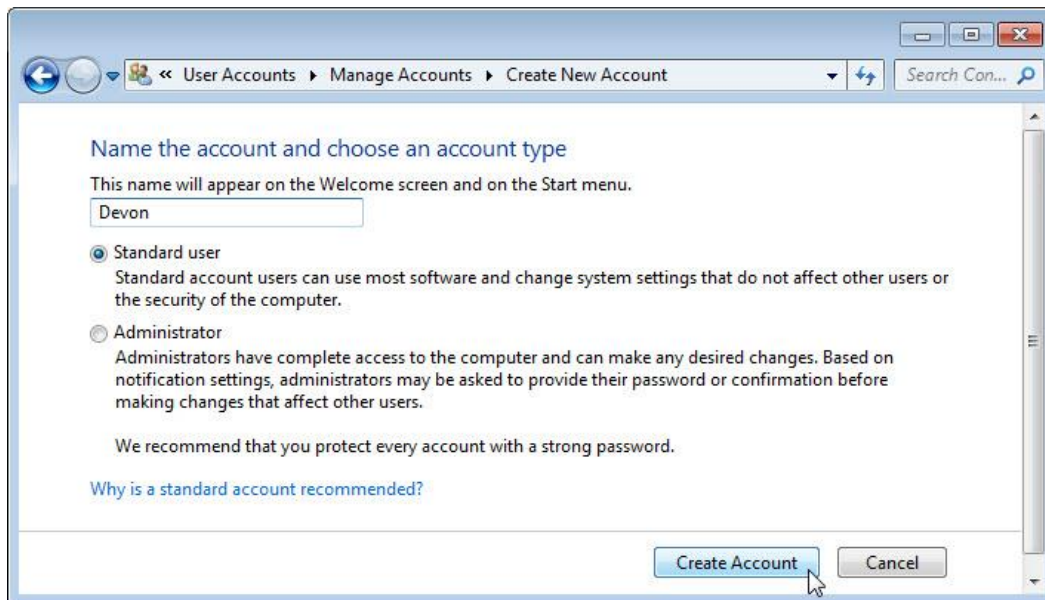 « User Accounts ▸ Manage Accounts ▸ Create New Account
Search Con...
Name the account and choose an account type
This name will appear on the Welcome screen and on the Start menu.
Devon
Standard user
Standard account users can use most software and change system settings that do not affect other users or
the security of the computer.
Administrator
Administrators have complete access to the computer and can make any desired changes. Based on
notification settings, administrators may be asked to provide their password or confirmation before
making changes that affect other users.
We recommend that you protect every account with a strong password.
Why is a standard account recommended?
Create Account
Cancel